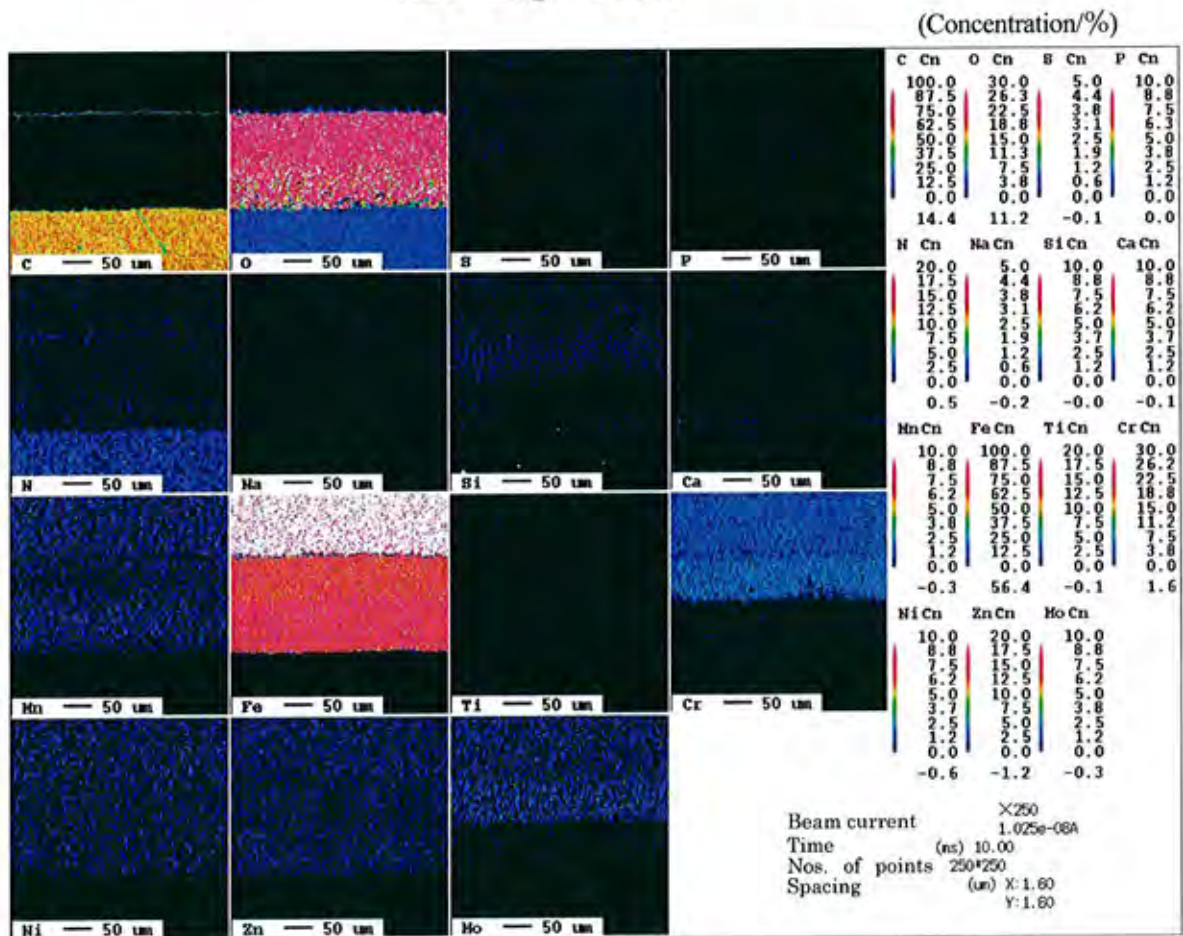 (Concentration/%)
C Cn O Cn S Cn P Cn
100.0 30.0 5.0 10.0
87.5 26.3 4.4 8.8
75.0 22.5 3.8 7.5
62.5 18.8 3.1 6.3
50.0 15.0 2.5 5.0
37.5 11.3 1.9 3.8
25.0 7.5 1.2 2.5
12.5 3.8 0.6 1.2
0.0 0.0 0.0 0.0
14.4 11.2 -0.1 0.0
C 50 um O 50 um S 50 um P 50 um
N Cn Na Cn Si Cn Ca Cn
20.0 5.0 10.0 10.0
17.5 4.4 8.8 8.8
15.0 3.8 7.5 7.5
12.5 3.1 6.2 6.2
10.0 2.5 5.0 5.0
7.5 1.9 3.7 3.7
5.0 1.2 2.5 2.5
2.5 0.6 1.2 1.2
0.0 0.0 0.0 0.0
0.5 -0.2 -0.0 -0.1
N 50 um Na 50 um Si 50 um Ca 50 um
Mn Cn Fe Cn Ti Cn Cr Cn
10.0 100.0 20.0 30.0
8.8 87.5 17.5 26.2
7.5 75.0 15.0 22.5
6.2 62.5 12.5 18.8
5.0 50.0 10.0 15.0
3.8 37.5 7.5 11.2
2.5 25.0 5.0 7.5
1.2 12.5 2.5 3.8
0.0 0.0 0.0 0.0
-0.3 56.4 -0.1 1.6
Mn 50 um Fe 50 um Ti 50 um Cr 50 um
Ni Cn Zn Cn Mo Cn
10.0 20.0 10.0
8.8 17.5 8.8
7.5 15.0 7.5
6.2 12.5 6.2
5.0 10.0 5.0
3.7 7.5 3.8
2.5 5.0 2.5
1.2 2.5 1.2
0.0 0.0 0.0
-0.6 -1.2 -0.3
×250
Beam current 1.025e-08A
Time (ms) 10.00
Nos. of points 250*250
Spacing (um) X:1.60
Y:1.60
Ni 50 um Zn 50 um Mo 50 um